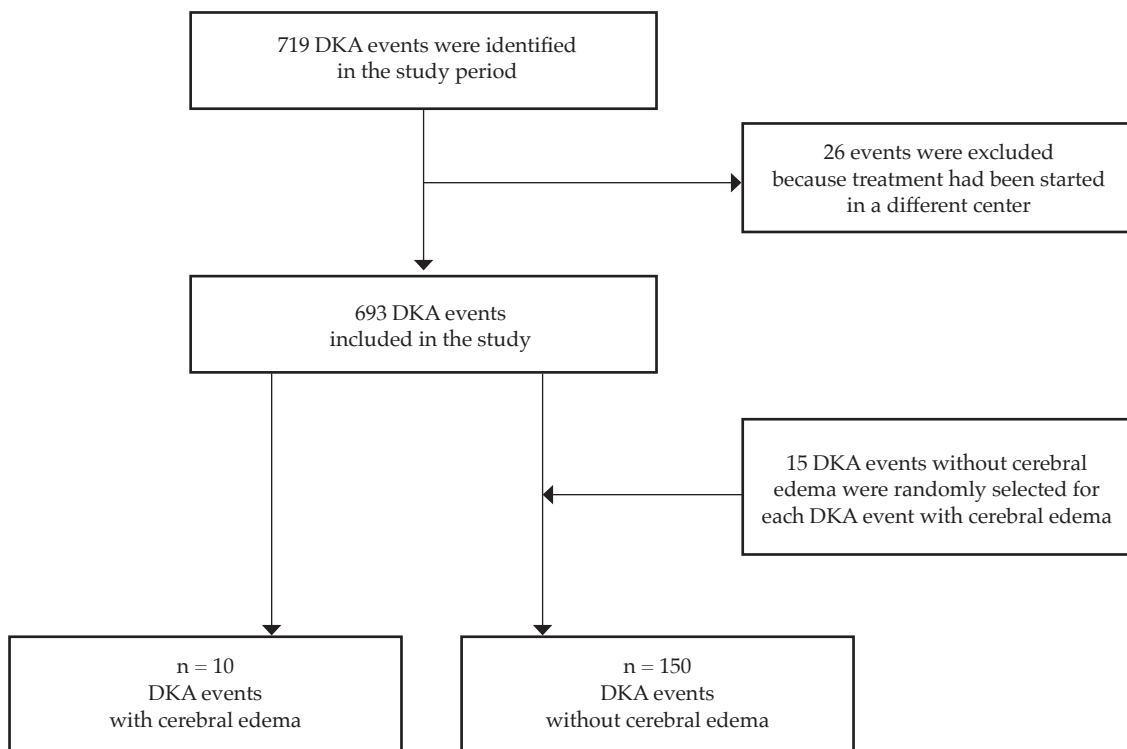 719 DKA events were identified
in the study period
26 events were excluded
because treatment had been started
in a different center
693 DKA events
included in the study
15 DKA events without cerebral
edema were randomly selected for
each DKA event with cerebral edema
n = 10
DKA events
with cerebral edema
n = 150
DKA events
without cerebral edema